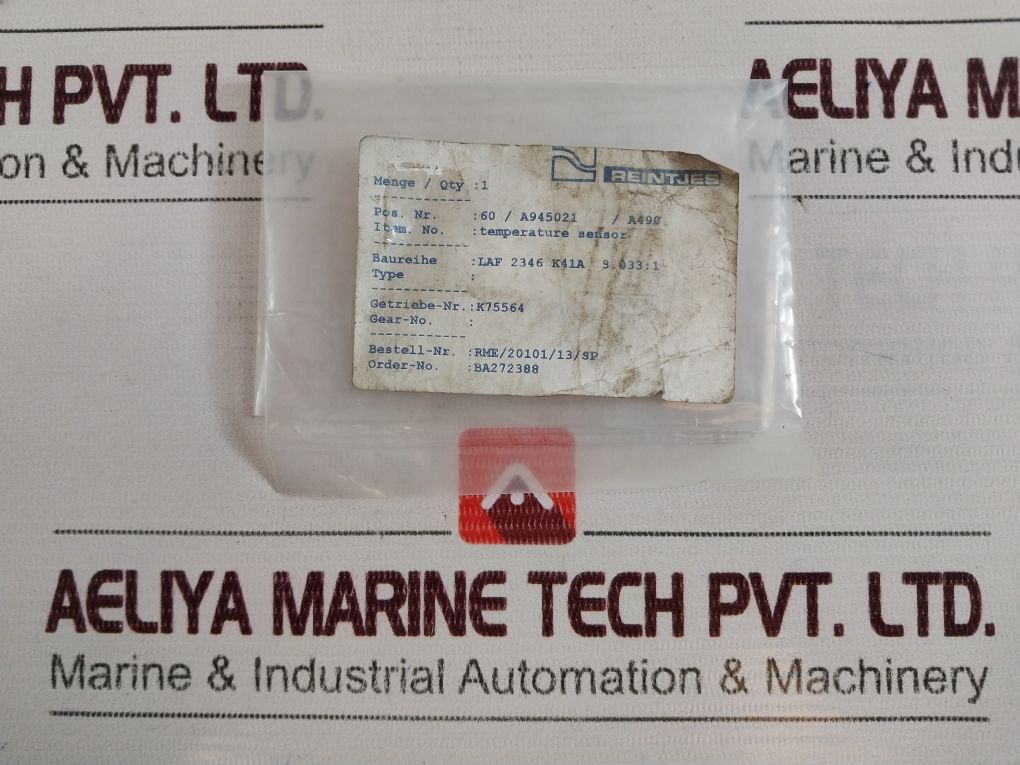 H PVT. LTD.
on & Machinery
AELIYA M
Marine & Indu
REINTJES
Menge / Qty :1
------------
Pos. Nr. :60 / A945021 / A490
Item. No. :temperature sensor
------------
Baureihe :LAF 2346 K41A 3.033:1
Type :
------------
Getriebe-Nr.:K75564
Gear-No. :
------------
Bestell-Nr. :RME/20101/13/SP
Order-No. :BA272388
AELIYA MARINE TECH PVT. LTD.
Marine & Industrial Automation & Machinery